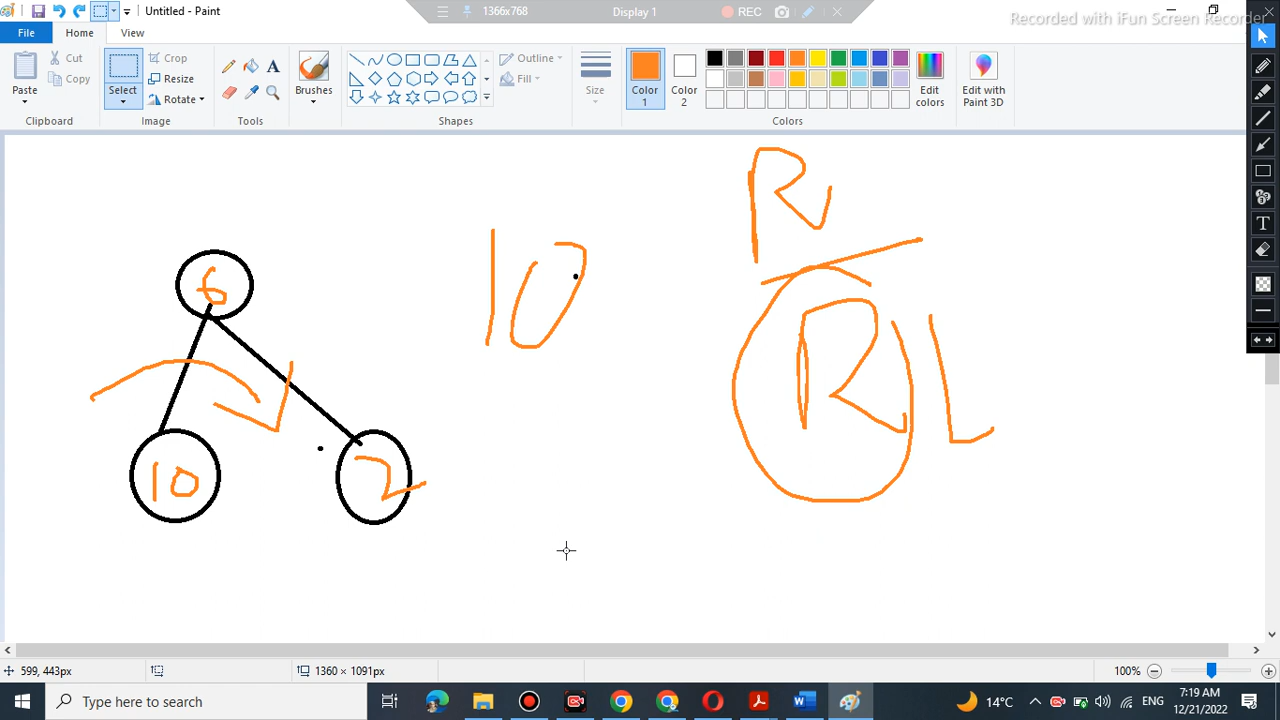 Untitled - Paint
1366x768
Display 1
REC
Recorded with iFun Screen Recorder
File
Home
View
Paste
Cut
Copy
Select
Crop
Resize
Rotate
A
Brushes
Outline
Fill
Size
Color
1
Color
2
Edit
colors
Edit with
Paint 3D
Clipboard
Image
Tools
Shapes
Colors
T
R
6
10
R L
10
2
599, 443px
1360 × 1091px
100%
Type here to search
W
14°C
ENG
7:19 AM
12/21/2022